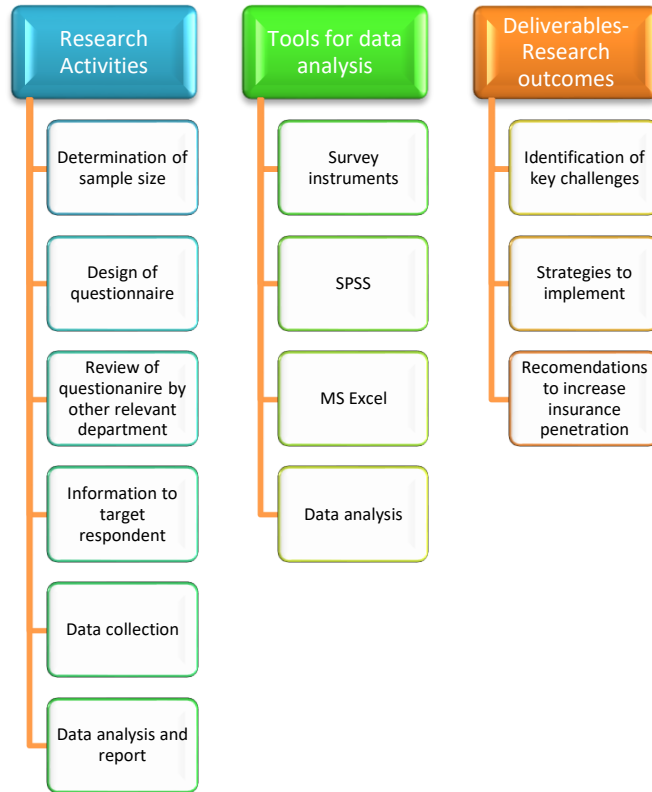 Research
Activities
Determination of
sample size
Design of
questionnaire
Review of
questionanire by
other relevant
department
Information to
target
respondent
Data collection
Data analysis and
report
Tools for data
analysis
Survey
instruments
SPSS
MS Excel
Data analysis
Deliverables-
Research
outcomes
Identification of
key challenges
Strategies to
implement
Recomendations
to increase
insurance
penetration